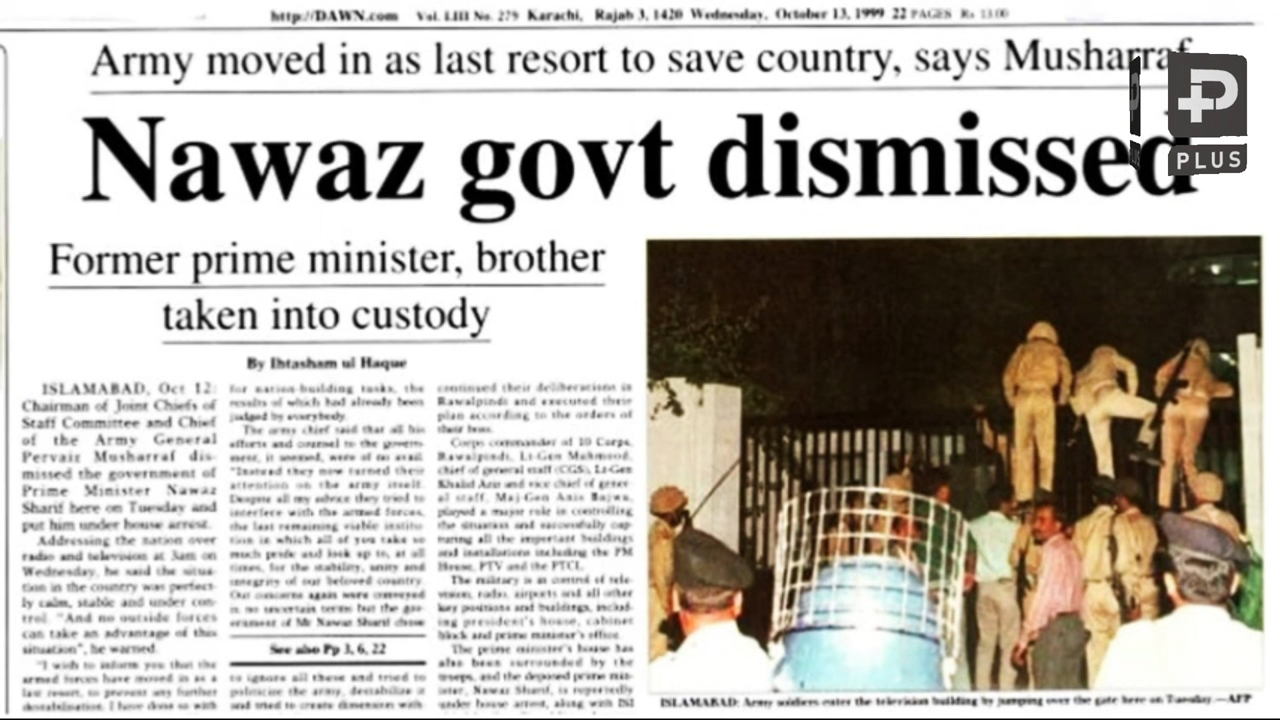 http://DAWN.com Vol. LIII No. 279 Karachi, Rajab 3, 1420 Wednesday, October 13, 1999 22 PAGES Rs 13.00
Army moved in as last resort to save country, says Musharraf
Nawaz govt dismissed
P PLUS
Former prime minister, brother
taken into custody
By Ihtasham ul Haque
ISLAMABAD, Oct 12:
Chairman of Joint Chiefs of
Staff Committee and Chief
of the Army General
Pervaiz Musharraf dis-
missed the government of
Prime Minister Nawaz
Sharif here on Tuesday and
put him under house arrest.
Addressing the nation over
radio and television at 3am on
Wednesday, he said the situa-
tion in the country was perfect-
ly calm, stable and under con-
trol. "And no outside forces
can take an advantage of this
situation", he warned.
"I wish to inform you that the
armed forces have moved in as a
last resort, to prevent any further
destabilisation. I have done so with
for nation-building tasks, the
results of which had already been
judged by everybody.
The army chief said that all his
efforts and counsel to the govern-
ment, it seemed, were of no avail.
"Instead they now turned their
attention on the army itself.
Despite all my advice they tried to
interfere with the armed forces,
the last remaining viable institu-
tion in which all of you take so
much pride and look up to, at all
times, for the stability, unity and
integrity of our beloved country.
Our concerns again were conveyed
in no uncertain terms but the gov-
ernment of Mr Nawaz Sharif chose
See also Pp 3, 6, 22
to ignore all these and tried to
politicise the army, destabilise it
and tried to create dimension with
continued their deliberations in
Rawalpindi and executed their
plan according to the orders of
their boss.
Corps commander of 10 Corps,
Rawalpindi, Lt-Gen Mahmood,
chief of general staff (CGS), Lt-Gen
Khalid Aziz and vice chief of gener-
al staff, Maj-Gen Anis Bajwa,
played a major role in controlling
the situation and successfully cap-
turing all the important buildings
and installations including the PM
House, PTV and the PTCL.
The military is in control of tele-
vision, radio, airports and all other
key positions and buildings, includ-
ing president's house, cabinet
block and prime minister's office.
The prime minister's house has
also been surrounded by the
troops, and the deposed prime min-
ister, Nawaz Sharif, is reportedly
under house arrest, along with ISI
ISLAMABAD: Army soldiers enter the television building by jumping over the gate here on Tuesday.—AFP